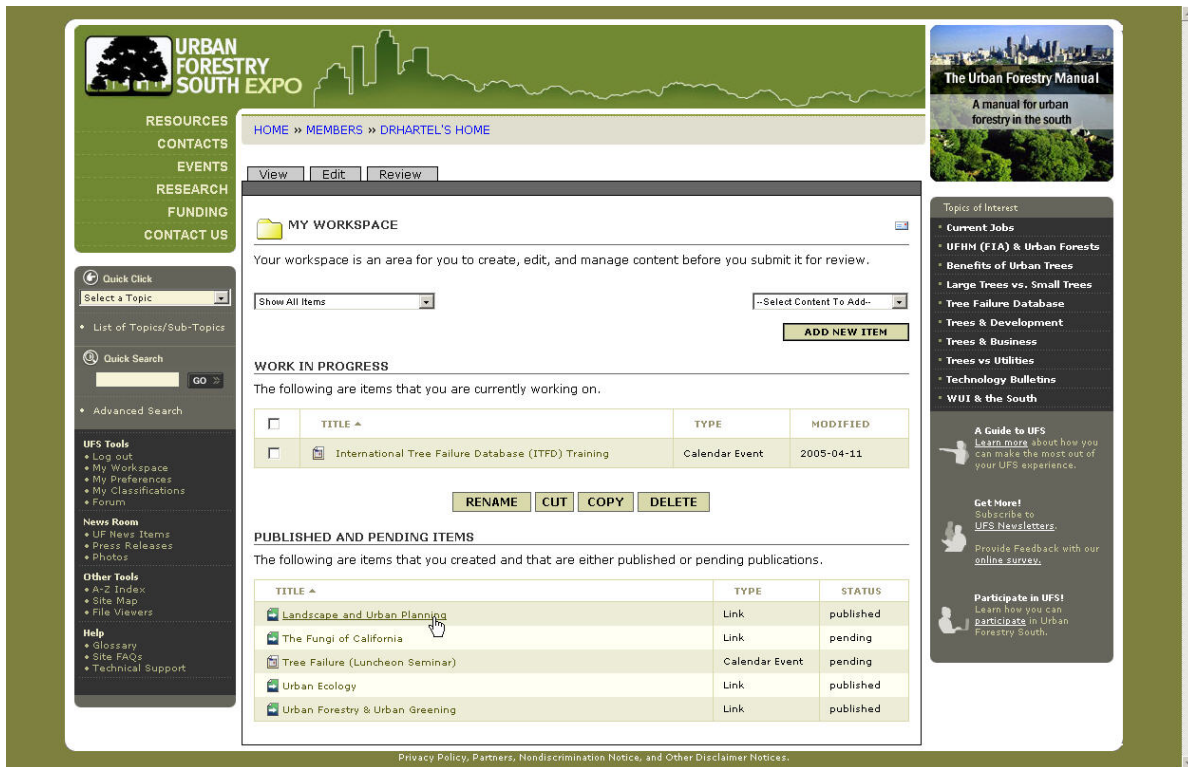 URBAN
FORESTRY
SOUTH EXPO
RESOURCES
CONTACTS
EVENTS
RESEARCH
FUNDING
CONTACT US
Quick Click
Select a Topic
List of Topics/Sub-Topics
Quick Search
GO »
Advanced Search
UFS Tools
• Log out
• My Workspace
• My Preferences
• My Classifications
• Forum
News Room
• UF News Items
• Press Releases
• Photos
Other Tools
• A-Z Index
• Site Map
• File Viewers
Help
• Glossary
• Site FAQs
• Technical Support
HOME » MEMBERS » DRHARTEL'S HOME
View Edit Review
MY WORKSPACE
Your workspace is an area for you to create, edit, and manage content before you submit it for review.
Show All Items --Select Content To Add--
ADD NEW ITEM
WORK IN PROGRESS
The following are items that you are currently working on.
TITLE TYPE MODIFIED
International Tree Failure Database (ITFD) Training Calendar Event 2005-04-11
RENAME CUT COPY DELETE
PUBLISHED AND PENDING ITEMS
The following are items that you created and that are either published or pending publications.
TITLE TYPE STATUS
Landscape and Urban Planning Link published
The Fungi of California Link pending
Tree Failure (Luncheon Seminar) Calendar Event pending
Urban Ecology Link published
Urban Forestry & Urban Greening Link published
The Urban Forestry Manual
A manual for urban
forestry in the south
Topics of Interest
Current Jobs
UFHM (FIA) & Urban Forests
Benefits of Urban Trees
Large Trees vs. Small Trees
Tree Failure Database
Trees & Development
Trees & Business
Trees vs Utilities
Technology Bulletins
WUI & the South
A Guide to UFS
Learn more about how you
can make the most out of
your UFS experience.
Get More!
Subscribe to
UFS Newsletters.
Provide Feedback with our
online survey.
Participate in UFS!
Learn how you can
participate in Urban
Forestry South.
Privacy Policy, Partners, Nondiscrimination Notice, and Other Disclaimer Notices.